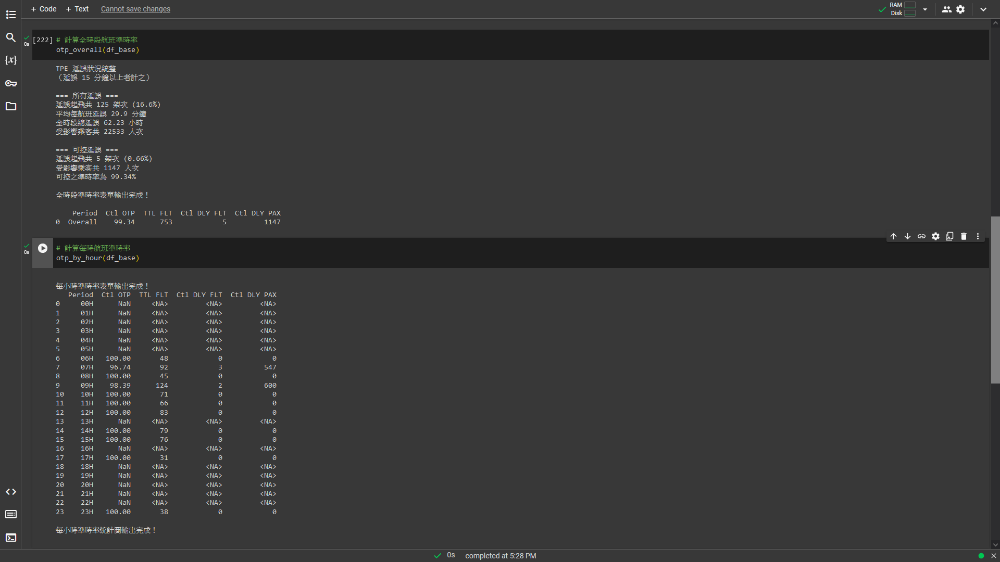 + Code + Text Cannot save changes
RAM
Disk
[222] # 計算全時段航班準時率
0s
otp_overall(df_base)
TPE 延誤狀況統整
（延誤 15 分鐘以上者計之）
=== 所有延誤 ===
延誤起飛共 125 架次 (16.6%)
平均每航班延誤 29.9 分鐘
全時段總延誤 62.23 小時
受影響乘客共 22533 人次
=== 可控延誤 ===
延誤起飛共 5 架次 (0.66%)
受影響乘客共 1147 人次
可控之準時率為 99.34%
全時段準時率表單輸出完成！
Period Ctl OTP TTL FLT Ctl DLY FLT Ctl DLY PAX
0 Overall 99.34 753 5 1147
# 計算每時航班準時率
0s
otp_by_hour(df_base)
每小時準時率表單輸出完成！
Period Ctl OTP TTL FLT Ctl DLY FLT Ctl DLY PAX
0 00H NaN <NA> <NA> <NA>
1 01H NaN <NA> <NA> <NA>
2 02H NaN <NA> <NA> <NA>
3 03H NaN <NA> <NA> <NA>
4 04H NaN <NA> <NA> <NA>
5 05H NaN <NA> <NA> <NA>
6 06H 100.00 48 0 0
7 07H 96.74 92 3 547
8 08H 100.00 45 0 0
9 09H 98.39 124 2 600
10 10H 100.00 71 0 0
11 11H 100.00 66 0 0
12 12H 100.00 83 0 0
13 13H NaN <NA> <NA> <NA>
14 14H 100.00 79 0 0
15 15H 100.00 76 0 0
16 16H NaN <NA> <NA> <NA>
17 17H 100.00 31 0 0
18 18H NaN <NA> <NA> <NA>
19 19H NaN <NA> <NA> <NA>
20 20H NaN <NA> <NA> <NA>
21 21H NaN <NA> <NA> <NA>
22 22H NaN <NA> <NA> <NA>
23 23H 100.00 38 0 0
每小時準時率統計圖輸出完成！
0s completed at 5:28 PM